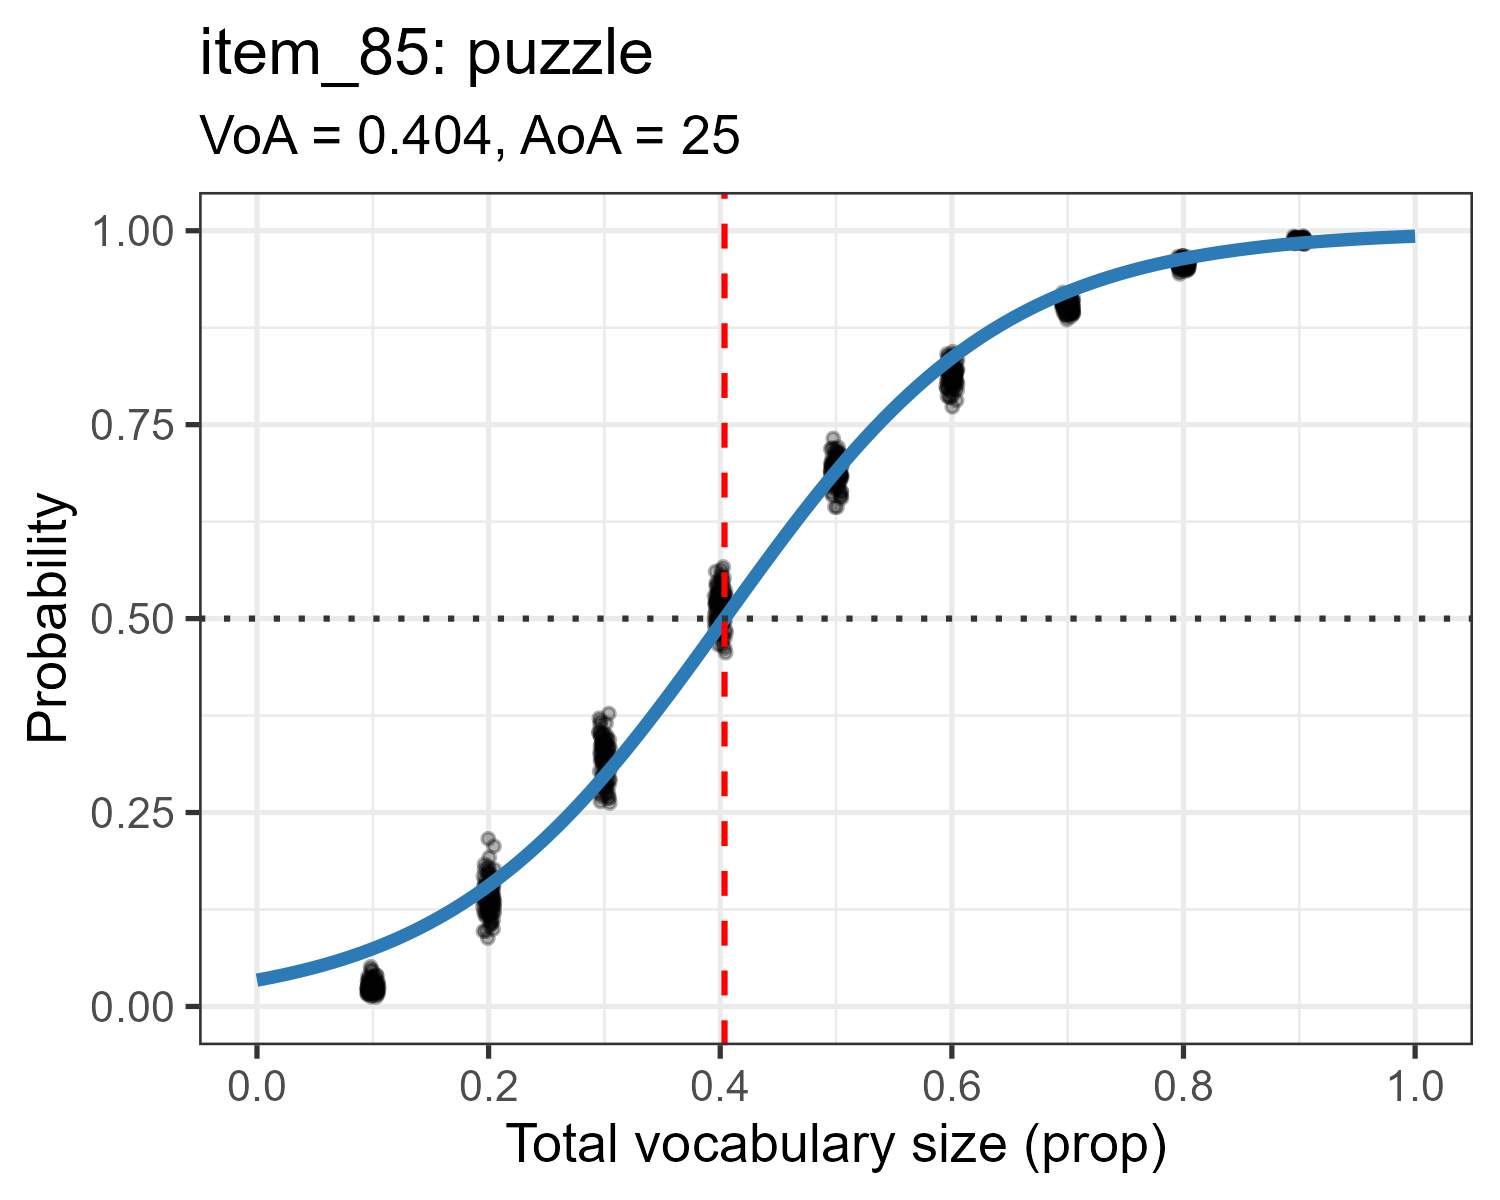 item_85: puzzle
VoA = 0.404, AoA = 25
1.00
0.75
0.50
0.25
0.00
Probability
0.0 0.2 0.4 0.6 0.8 1.0
Total vocabulary size (prop)